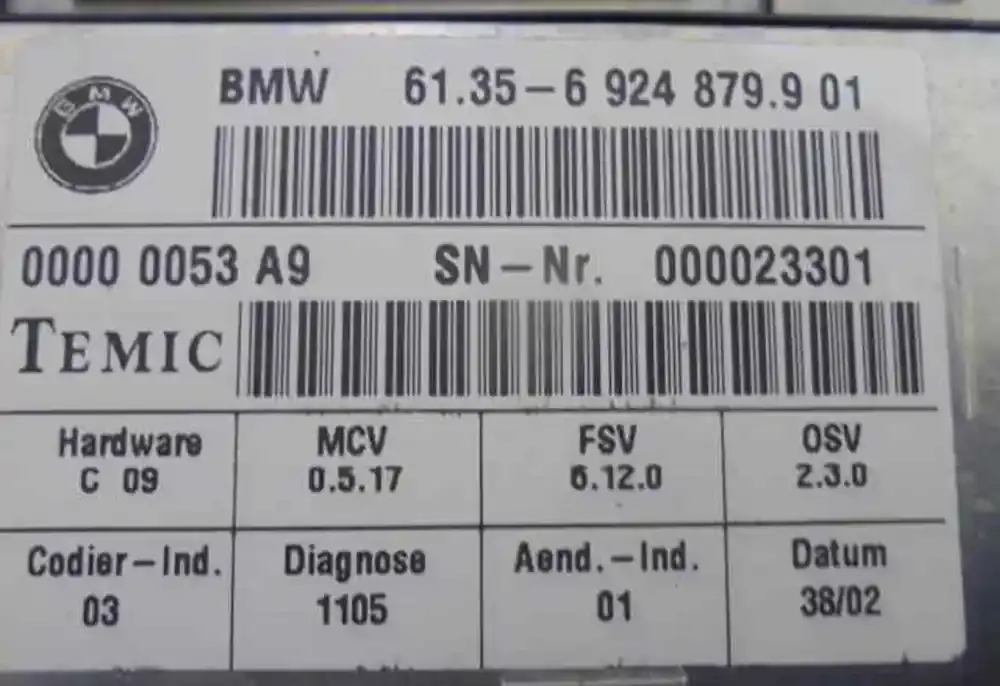 BMW 61.35-6 924 879.9 01
BMW
0000 0053 A9 SN-Nr. 000023301
TEMIC
Hardware MCV FSV OSV
C 09 0.5.17 6.12.0 2.3.0
Codier-Ind. Diagnose Aend.-Ind. Datum
03 1105 01 38/02